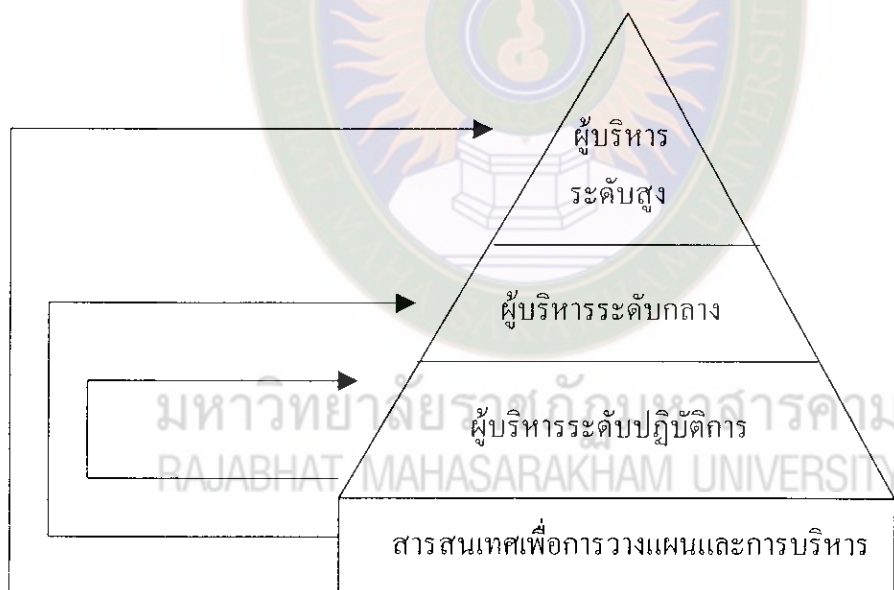 ผู้บริหาร
ระดับสูง
ผู้บริหารระดับกลาง
มหาวิทยาลัยราชภัฏมหาสารคาม
ผู้บริหารระดับปฏิบัติการ
RAJABHAT MAHASARAKHAM UNIVERSITY
สารสนเทศเพื่อการวางแผนและการบริหาร